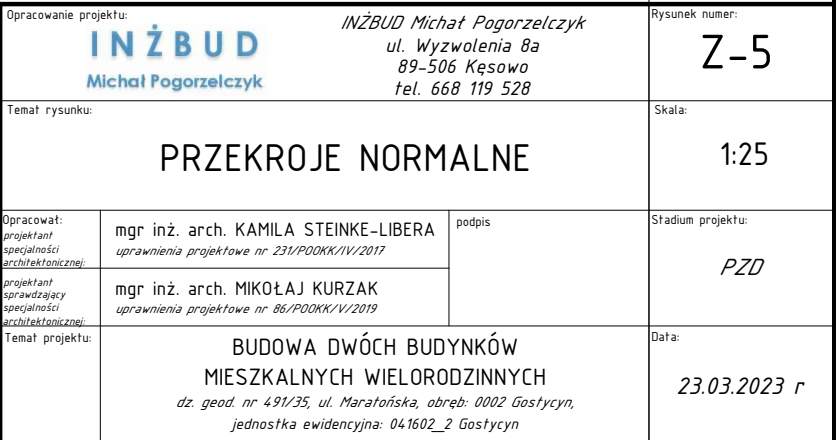 Opracowanie projektu:
INŻBUD
Michał Pogorzelczyk
INŻBUD Michał Pogorzelczyk
ul. Wyzwolenia 8a
89-506 Kęsowo
tel. 668 119 528
Rysunek numer:
Z-5
Temat rysunku:
PRZEKROJE NORMALNE
Skala:
1:25
Opracował:
projektant
specjalności
architektonicznej:
mgr inż. arch. KAMILA STEINKE-LIBERA
uprawnienia projektowe nr 231/POOKK/IV/2017
podpis
Stadium projektu:
PZD
projektant
sprawdzający
specjalności
architektonicznej:
mgr inż. arch. MIKOŁAJ KURZAK
uprawnienia projektowe nr 86/POOKK/V/2019
Temat projektu:
BUDOWA DWÓCH BUDYNKÓW
MIESZKALNYCH WIELORODZINNYCH
dz. geod. nr 491/35, ul. Maratońska, obręb: 0002 Gostycyn,
jednostka ewidencyjna: 041602_2 Gostycyn
Data:
23.03.2023 r